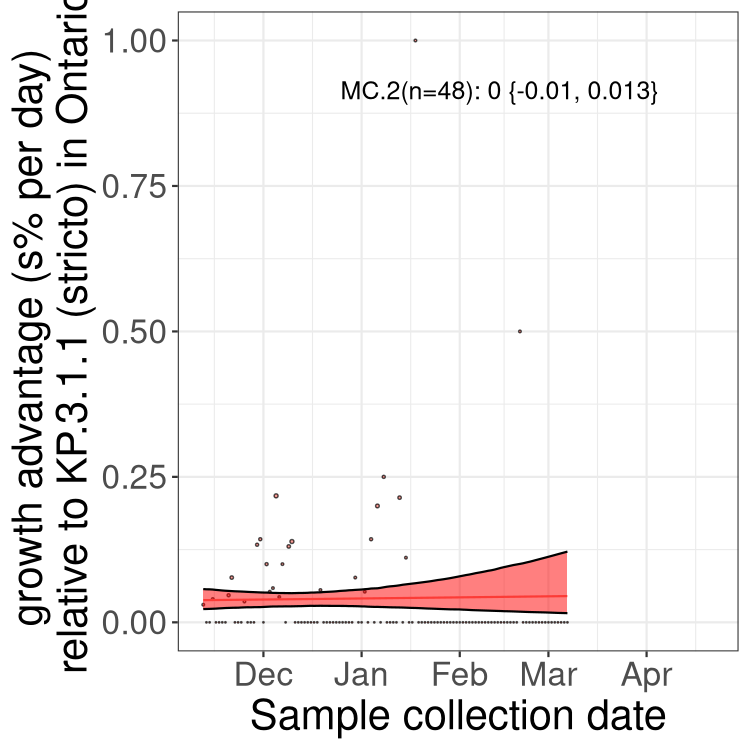 growth advantage (s% per day)
relative to KP.3.1.1 (stricto) in Ontario
1.00
0.75
0.50
0.25
0.00
MC.2(n=48): 0 {-0.01, 0.013}
Dec Jan Feb Mar Apr
Sample collection date